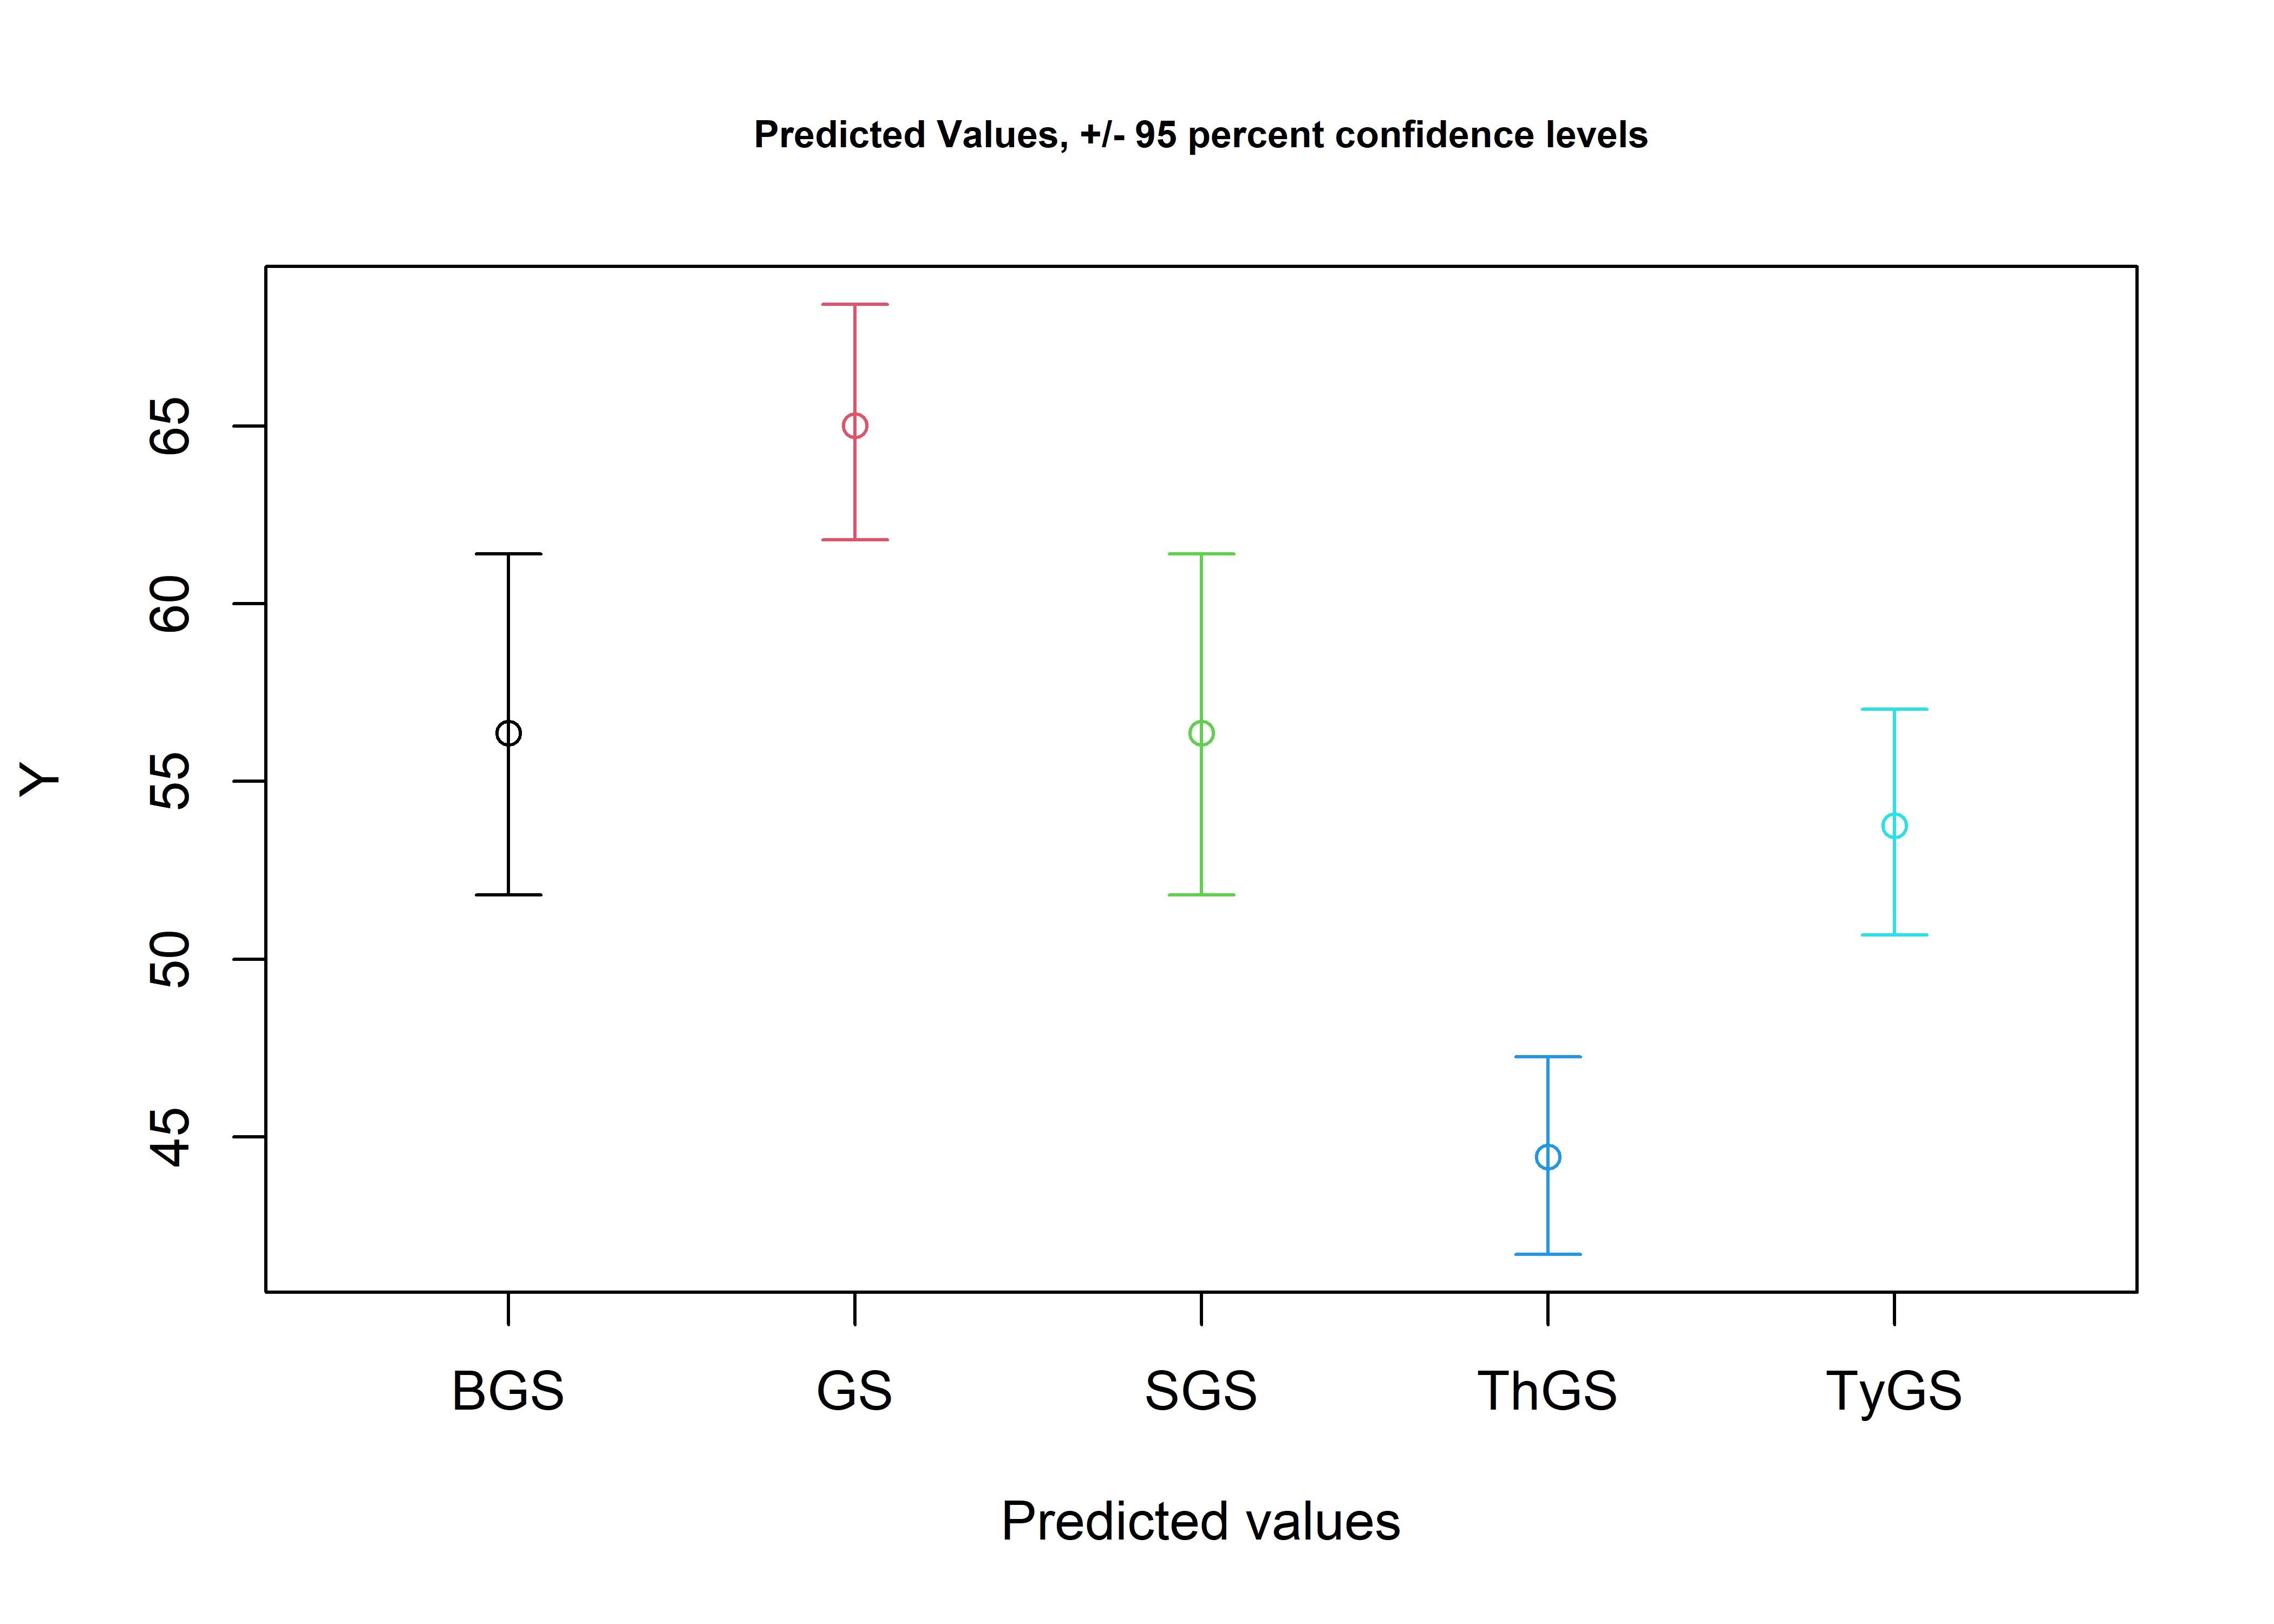 Predicted Values, +/- 95 percent confidence levels
Y
65
60
55
50
45
BGS GS SGS ThGS TyGS
Predicted values